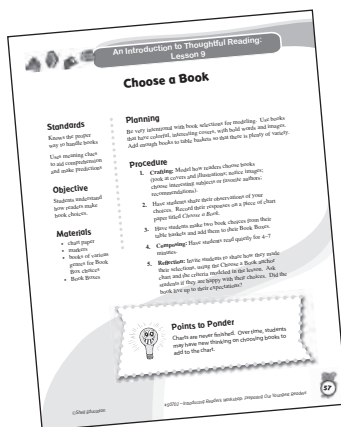 An Introduction to Thoughtful Reading:
Lesson 9
Choose a Book
Standards
Knows the proper
way to handle books
Uses meaning clues
to aid comprehension
and make predictions
Objective
Students understand
how readers make
book choices.
Materials
• chart paper
• markers
• books of various
genres for Book
Box choices
• Book Boxes
Planning
Be very intentional with book selections for modeling. Use books
that have colorful, interesting covers, with bold words and images.
Add enough books to table baskets so that there is plenty of variety.
Procedure
1. Crafting: Model how readers choose books
(look at covers and illustrations; notice images;
choose interesting subjects or favorite authors;
recommendations).
2. Have students share their observations of your
choices. Record their responses on a piece of chart
paper titled Choose a Book.
3. Have students make two book choices from their
table baskets and add them to their Book Boxes.
4. Composing: Have students read quietly for 4–7
minutes.
5. Reflection: Invite students to share how they made
their selections, using the Choose a Book anchor
chart and the criteria modeled in the lesson. Ask
students if they are happy with their choices. Did the
book live up to their expectations?
Points to Ponder
Charts are never finished. Over time, students
may have new thinking on choosing books to
add to the chart.
©Shell Education
57